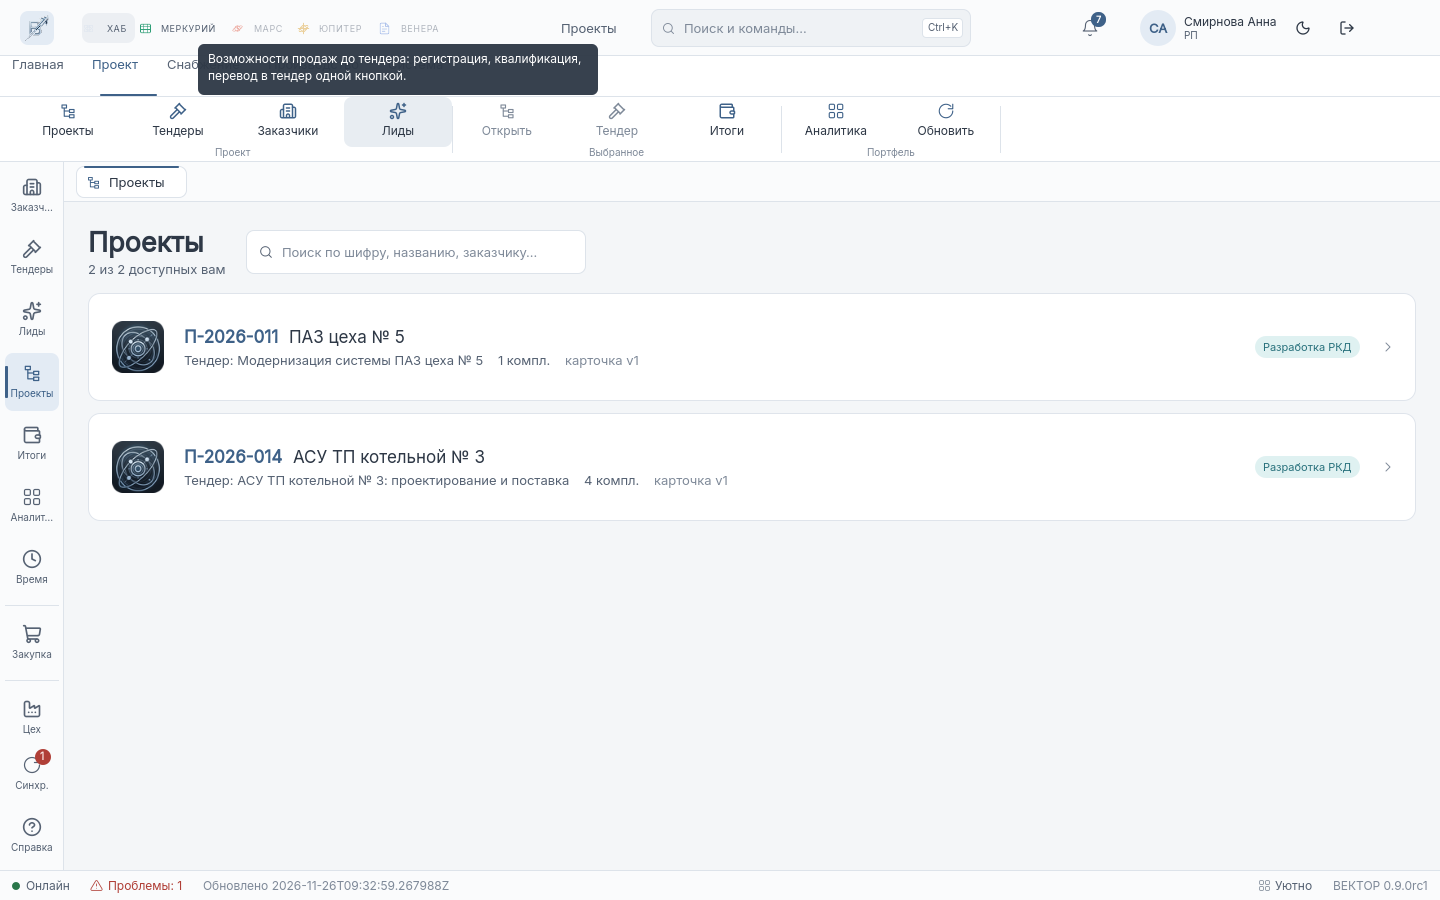 ХАБ МЕРКУРИЙ МАРС ЮПИТЕР ВЕНЕРА Проекты Поиск и команды... Ctrl+K 7 СА Смирнова Анна
РП
Главная Проект Снаб
Возможности продаж до тендера: регистрация, квалификация,
перевод в тендер одной кнопкой.
Проекты Тендеры Заказчики Лиды Открыть Тендер Итоги Аналитика Обновить
Проект Выбранное Портфель
Проекты
Заказч...
Тендеры
Лиды
Проекты
Итоги
Аналит...
Время
Закупка
Цех
1
Синхр.
Справка
Проекты
2 из 2 доступных вам
Поиск по шифру, названию, заказчику...
П-2026-011 ПАЗ цеха № 5
Тендер: Модернизация системы ПАЗ цеха № 5 1 компл. карточка v1
Разработка РКД
П-2026-014 АСУ ТП котельной № 3
Тендер: АСУ ТП котельной № 3: проектирование и поставка 4 компл. карточка v1
Разработка РКД
Онлайн Проблемы: 1 Обновлено 2026-11-26T09:32:59.267988Z Уютно ВЕКТОР 0.9.0rc1